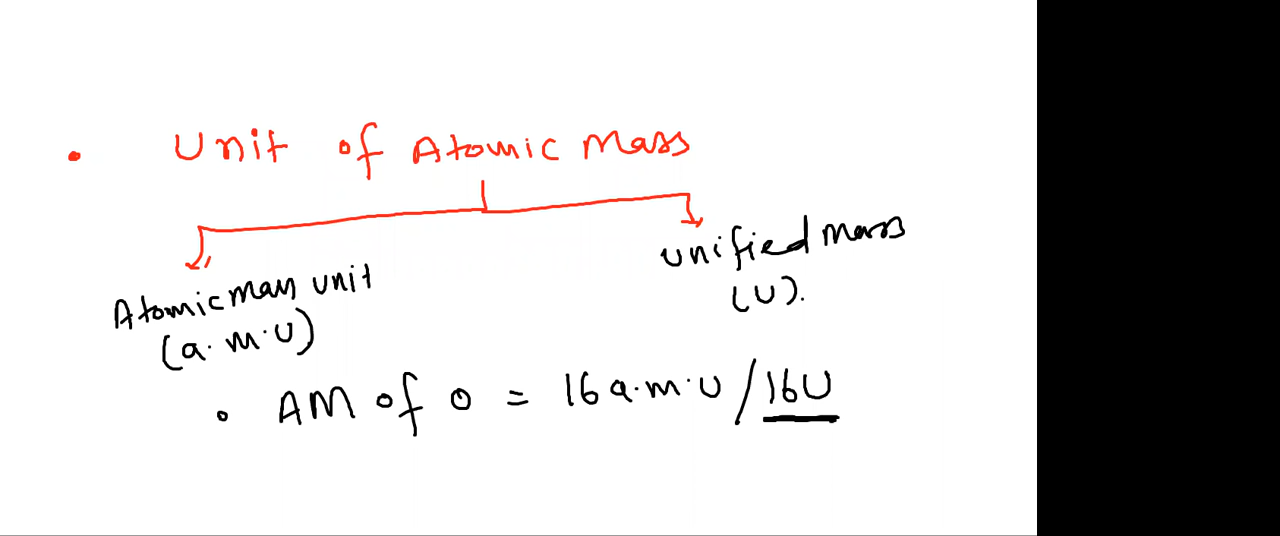 • Unit of Atomic Mass
Atomic mass unit
(a.m.u)
unified mass
(U).
• AM of O = 16 a.m.u / 16U